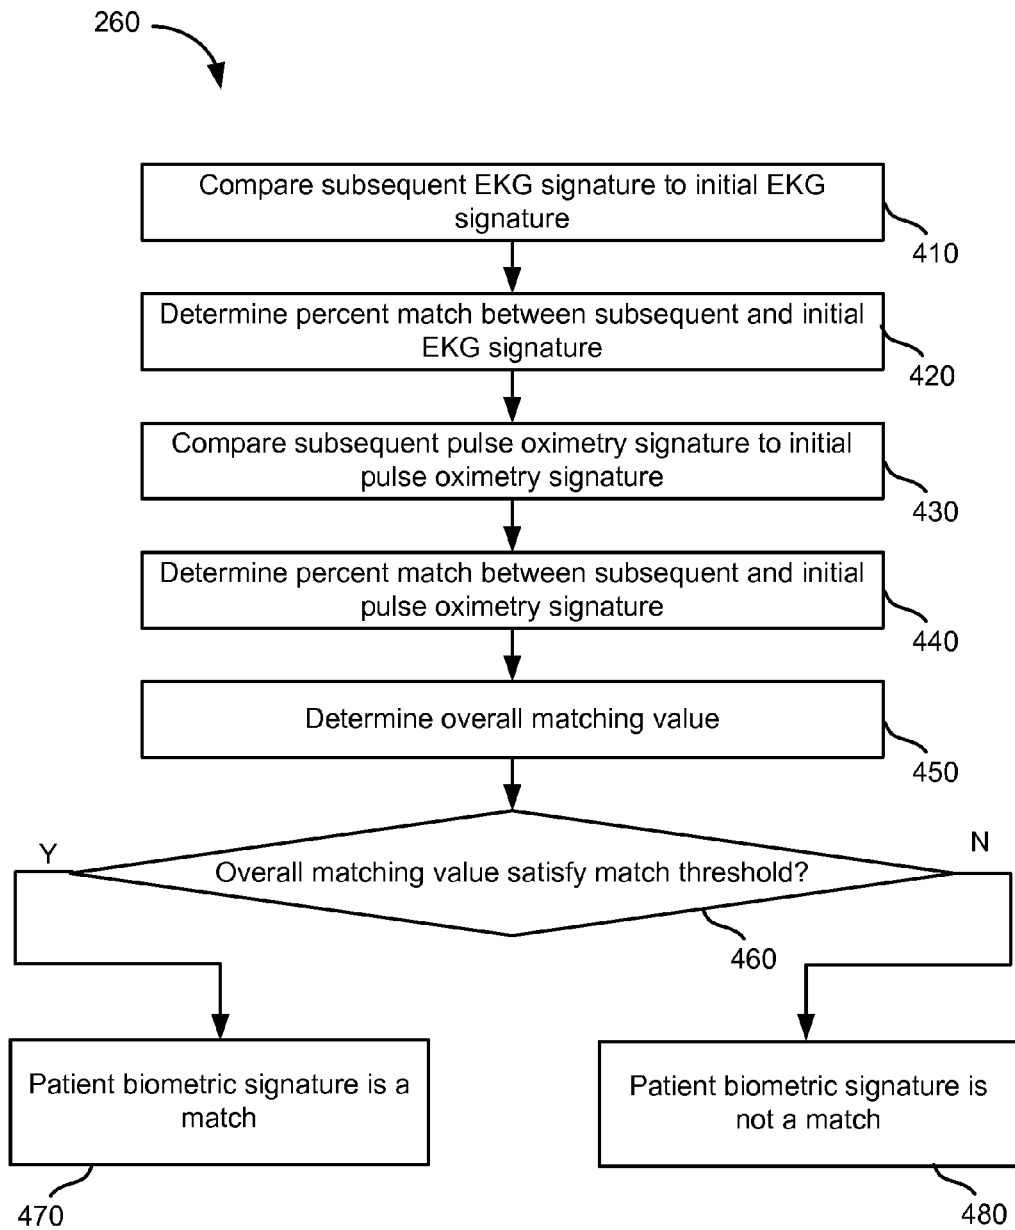 260
Compare subsequent EKG signature to initial EKG
signature
410
Determine percent match between subsequent and initial
EKG signature
420
Compare subsequent pulse oximetry signature to initial
pulse oximetry signature
430
Determine percent match between subsequent and initial
pulse oximetry signature
440
Determine overall matching value
450
Y
N
Overall matching value satisfy match threshold?
460
Patient biometric signature is a
match
470
Patient biometric signature is
not a match
480